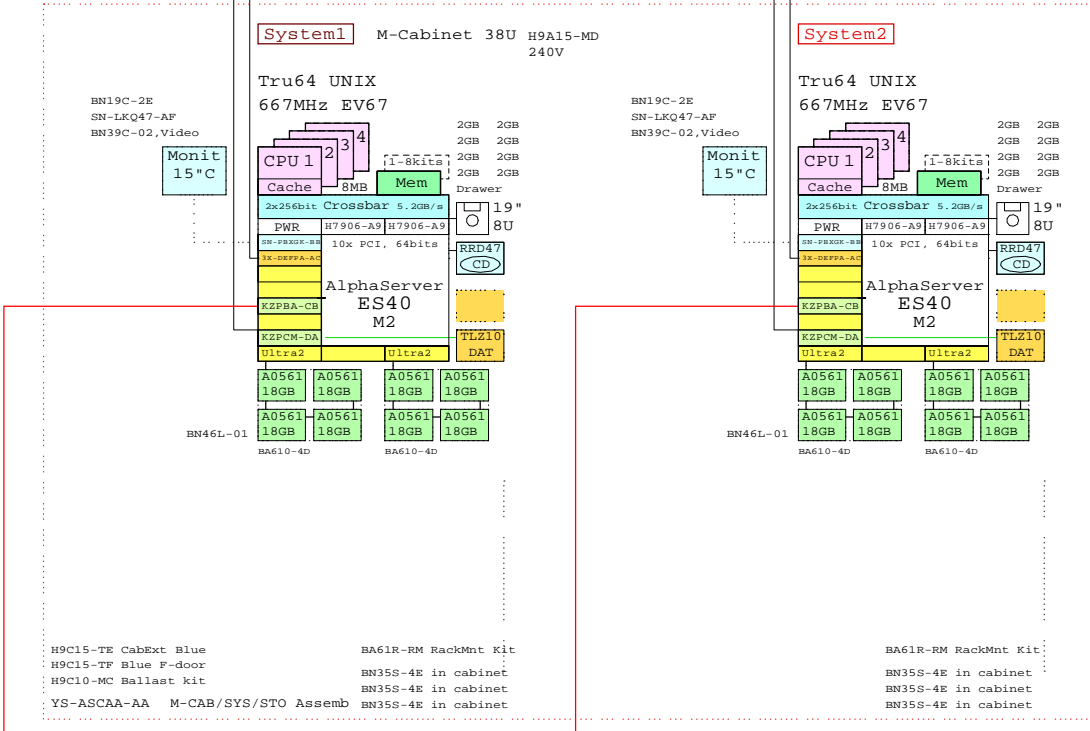 System1 M-Cabinet 38U H9A15-MD
240V
Tru64 UNIX
667MHz EV67
BN19C-2E
SN-LKQ47-AF
BN39C-02,Video
Monit
15"C
CPU 1 2 3 4
Cache 8MB
1-8kits
Mem
2GB 2GB
2GB 2GB
2GB 2GB
2GB 2GB
Drawer
19"
8U
2x256bit Crossbar 5.2GB/s
PWR H7906-A9 H7906-A9
SN-PBXGK-BB 10x PCI, 64bits
3X-DEFPA-AC
RRD47
CD
AlphaServer
ES40
M2
KZPBA-CB
KZPCM-DA
TLZ10
DAT
Ultra2 Ultra2
A0561 A0561 A0561 A0561
18GB 18GB 18GB 18GB
A0561 A0561 A0561 A0561
18GB 18GB 18GB 18GB
BN46L-01
BA610-4D BA610-4D
H9C15-TE CabExt Blue
H9C15-TF Blue F-door
H9C10-MC Ballast kit
YS-ASCAA-AA M-CAB/SYS/STO Assemb
BA61R-RM RackMnt Kit
BN35S-4E in cabinet
BN35S-4E in cabinet
BN35S-4E in cabinet
System2
Tru64 UNIX
667MHz EV67
BN19C-2E
SN-LKQ47-AF
BN39C-02,Video
Monit
15"C
CPU 1 2 3 4
Cache 8MB
1-8kits
Mem
2GB 2GB
2GB 2GB
2GB 2GB
2GB 2GB
Drawer
19"
8U
2x256bit Crossbar 5.2GB/s
PWR H7906-A9 H7906-A9
SN-PBXGK-BB 10x PCI, 64bits
3X-DEFPA-AC
RRD47
CD
AlphaServer
ES40
M2
KZPBA-CB
KZPCM-DA
TLZ10
DAT
Ultra2 Ultra2
A0561 A0561 A0561 A0561
18GB 18GB 18GB 18GB
A0561 A0561 A0561 A0561
18GB 18GB 18GB 18GB
BN46L-01
BA610-4D BA610-4D
BA61R-RM RackMnt Kit
BN35S-4E in cabinet
BN35S-4E in cabinet
BN35S-4E in cabinet